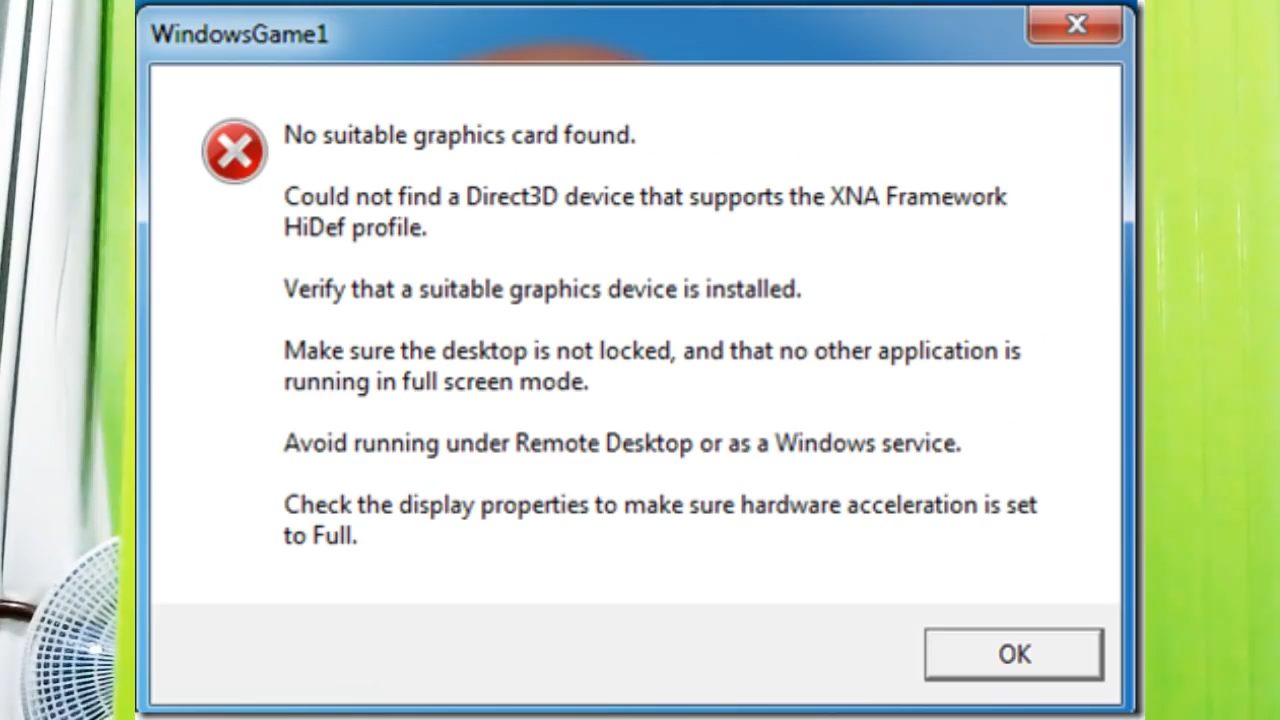 WindowsGame1
No suitable graphics card found.
Could not find a Direct3D device that supports the XNA Framework
HiDef profile.
Verify that a suitable graphics device is installed.
Make sure the desktop is not locked, and that no other application is
running in full screen mode.
Avoid running under Remote Desktop or as a Windows service.
Check the display properties to make sure hardware acceleration is set
to Full.
OK